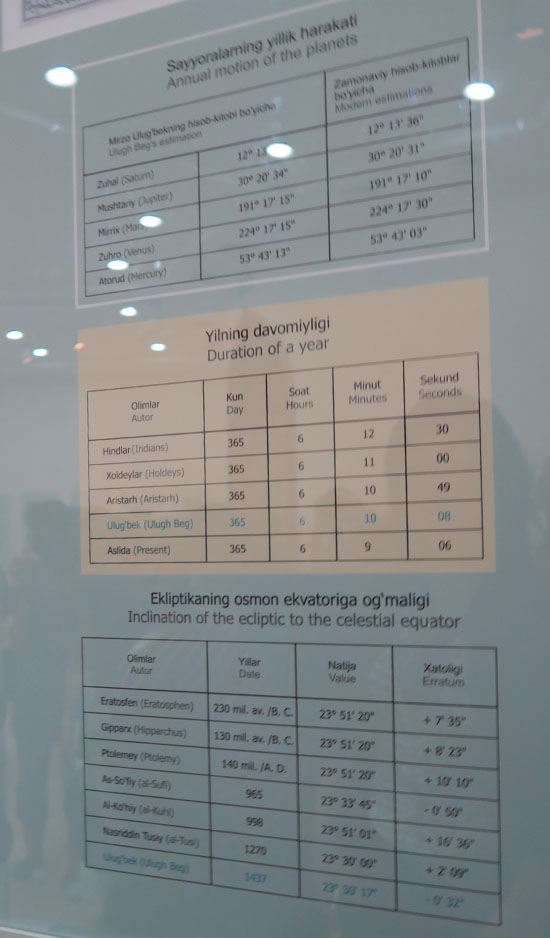 Sayyoralarning yillik harakati
Annual motion of the planets
Mirzo Ulug'bekning hisob-kitobi bo'yicha
Ulugh Beg's estimation
Zamonaviy hisob-kitoblar
bo'yicha
Modern estimations
Zuhal (Saturn) 12° 12° 13' 36"
Mushtariy (Jupiter) 30° 20' 34" 30° 20' 31"
Mirrix 191° 17' 15" 191° 17' 10"
Zuhro (Venus) 224° 17' 15" 224° 17' 30"
Atorud (Mercury) 53° 43' 13" 53° 43' 03"
Yilning davomiyligi
Duration of a year
Olimlar Kun Soat Minut Sekund
Autor Day Hours Minutes Seconds
Hindlar (Indians) 365 6 12 30
Xoldeylar (Holdeys) 365 6 11 00
Aristarh (Aristarh) 365 6 10 49
Ulug'bek (Ulugh Beg) 365 6 10 08
Aslida (Present) 365 6 9 06
Ekliptikaning osmon ekvatoriga og'maligi
Inclination of the ecliptic to the celestial equator
Olimlar Yillar Natija Xatoligi
Autor Date Value Erratum
Eratosfen (Eratosphen) 230 mil. av. /B. C. 23° 51' 20" + 7' 35"
Gipparx (Hipparchus) 130 mil. av. /B. C. 23° 51' 20" + 8' 23"
Ptolemey (Ptolemy) 140 mil. /A. D. 23° 51' 20" + 10' 10"
As-So'fiy (al-Sufi) 965 23° 33' 45" - 0' 50"
Al-Ko'hiy (al-Kuhi) 998 23° 51' 01" + 16' 36"
Nasriddin Tusiy (al-Tusi) 1270 23° 30' 00" + 2' 09"
Ulug'bek (Ulugh Beg) 1437 23° 30' 17" - 0' 32"